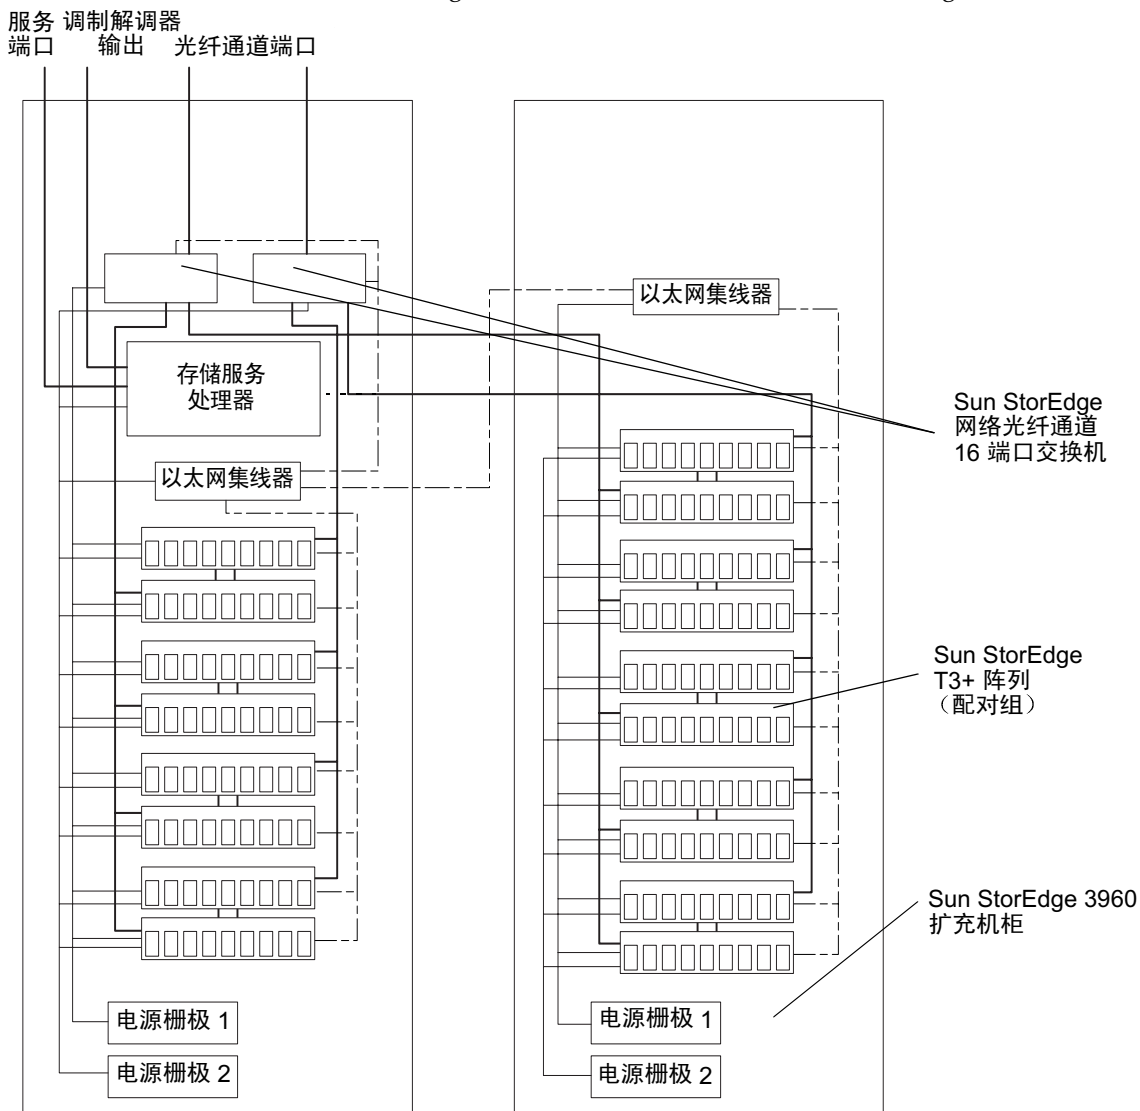 服务
端口
调制解调器
输出
光纤通道端口
以太网集线器
存储服务
处理器
Sun StorEdge
网络光纤通道
16 端口交换机
以太网集线器
Sun StorEdge
T3+ 阵列
（配对组）
Sun StorEdge 3960
扩充机柜
电源栅极 1
电源栅极 1
电源栅极 2
电源栅极 2